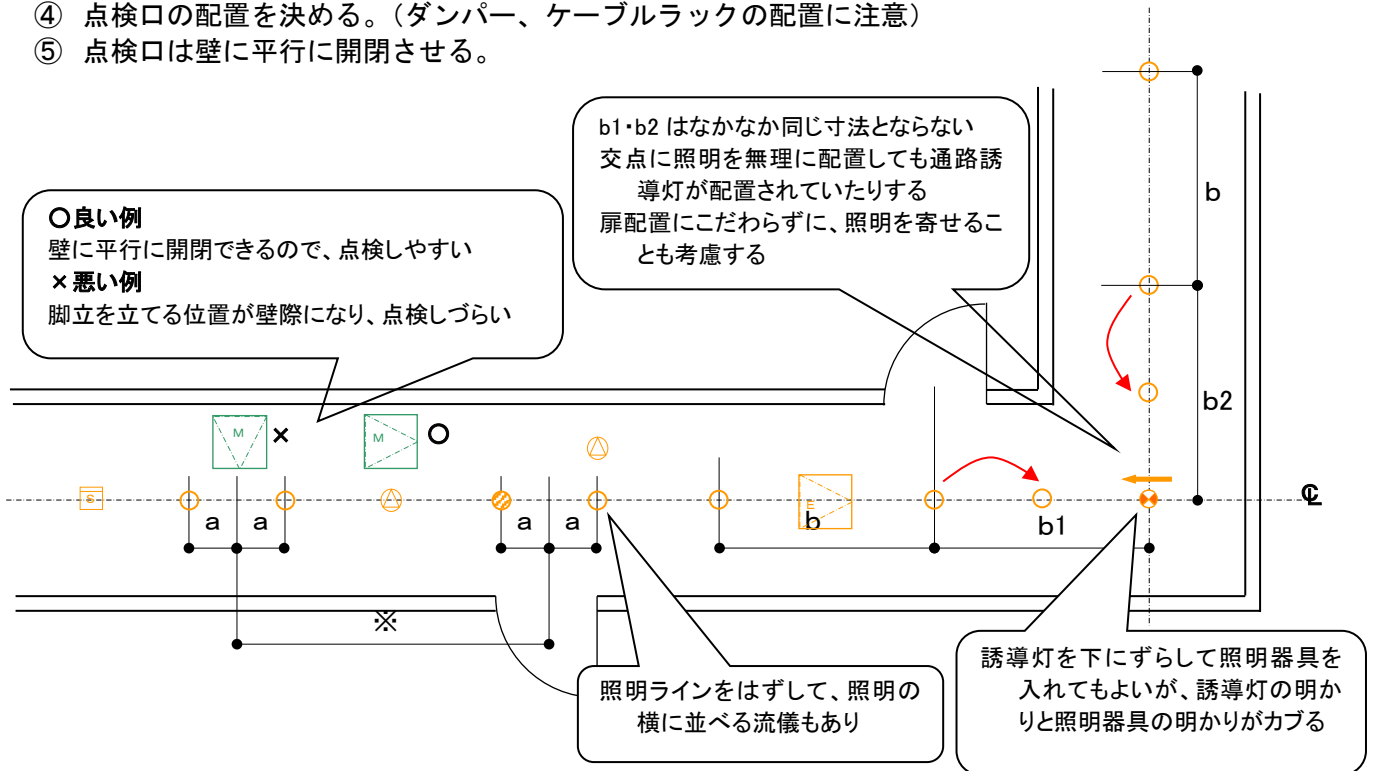 ④ 点検口の配置を決める。（ダンパー、ケーブルラックの配置に注意）
⑤ 点検口は壁に平行に開閉させる。
b1･b2 はなかなか同じ寸法とならない
交点に照明を無理に配置しても通路誘
導灯が配置されていたりする
扉配置にこだわらずに、照明を寄せるこ
とも考慮する
○良い例
壁に平行に開閉できるので、点検しやすい
×悪い例
脚立を立てる位置が壁際になり、点検しづらい
b
b2
M
×
M
○
S
E
a
a
a
a
b
b1
℄
※
照明ラインをはずして、照明の
横に並べる流儀もあり
誘導灯を下にずらして照明器具を
入れてもよいが、誘導灯の明か
りと照明器具の明かりがカブる